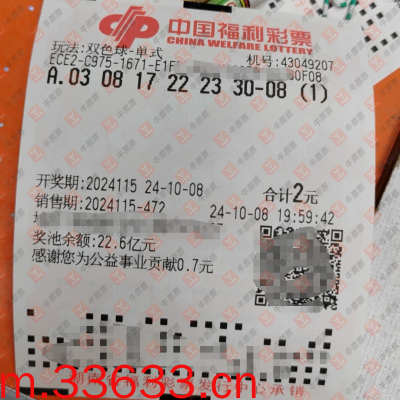 中国福利彩票
CHINA WELFARE LOTTERY
玩法:双色球-单式 机号:43049207
ECE2-C975-1671-E1F 0F08
A.03 08 17 22 23 30-08 (1)
开奖期:2024115 24-10-08 合计2元
销售期:2024115-472 24-10-08 19:59:42
奖池余额:22.6亿元
感谢您为公益事业贡献0.7元
m.33633.cn